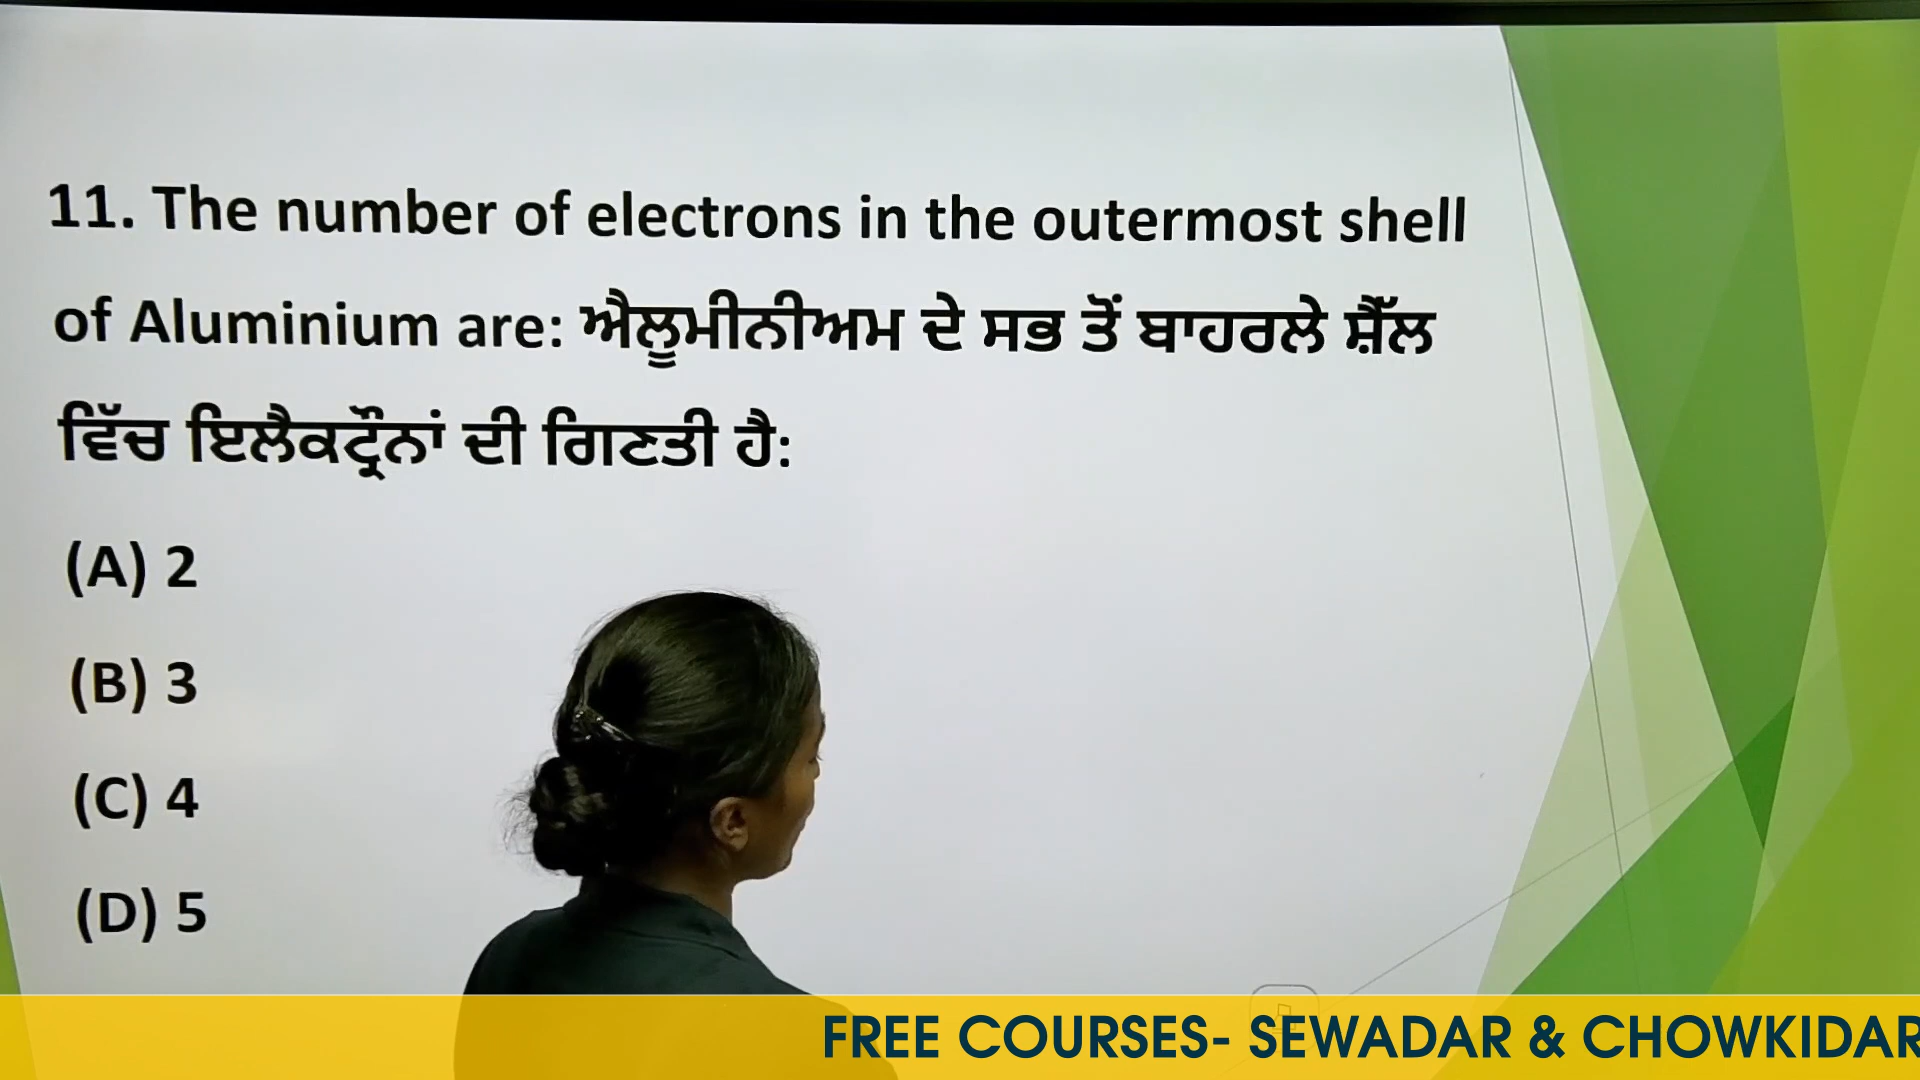 11. The number of electrons in the outermost shell
of Aluminium are: ਐਲੂਮੀਨੀਅਮ ਦੇ ਸਭ ਤੋਂ ਬਾਹਰਲੇ ਸ਼ੈੱਲ
ਵਿੱਚ ਇਲੈਕਟ੍ਰੌਨਾਂ ਦੀ ਗਿਣਤੀ ਹੈ:
(A) 2
(B) 3
(C) 4
(D) 5
FREE COURSES- SEWADAR & CHOWKIDAR